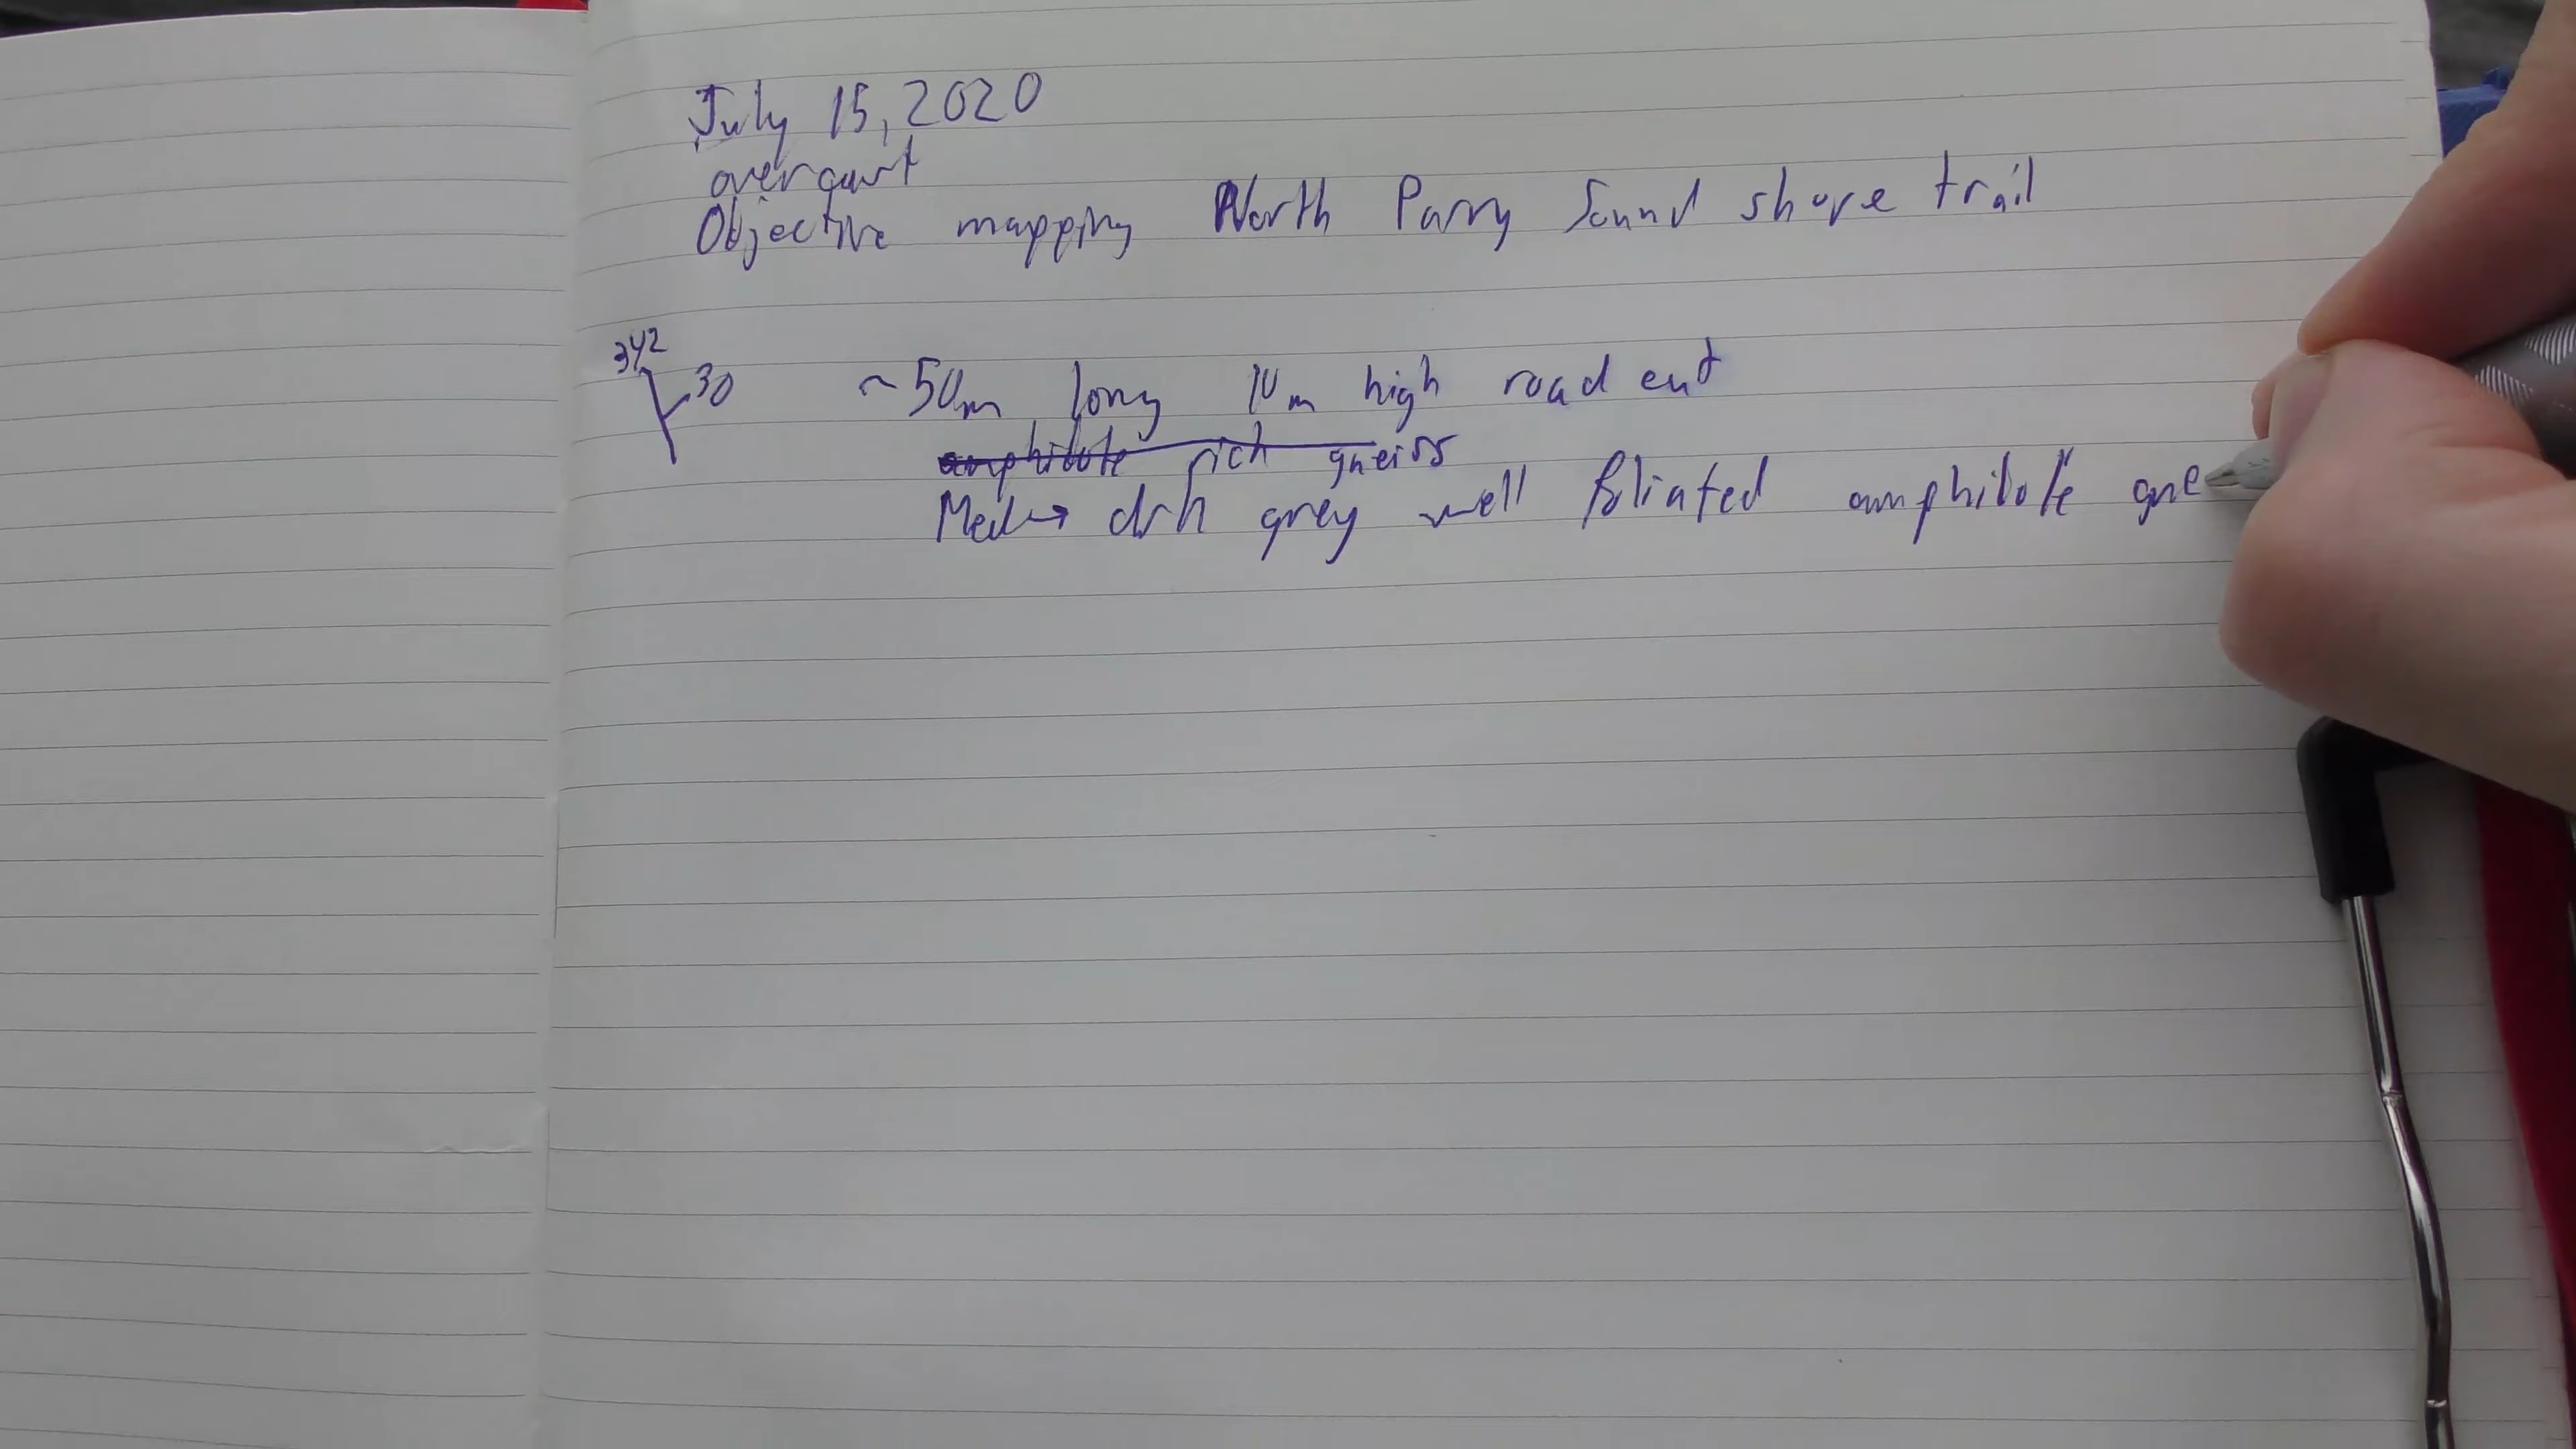 July 15, 2020
overcast
Objective mapping North Parry Sound shore trail
342
30 ~50m long 10m high road cut
amphibole rich gneiss
Med → drk grey well foliated amphibole gne